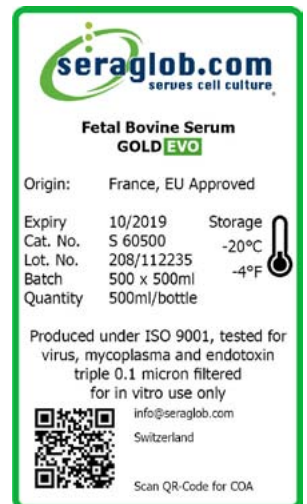 seraglob.com
serves cell culture
Fetal Bovine Serum
GOLD EVO
Origin: France, EU Approved
Expiry 10/2019 Storage
Cat. No. S 60500 -20°C
Lot. No. 208/112235 -4°F
Batch 500 x 500ml
Quantity 500ml/bottle
Produced under ISO 9001, tested for
virus, mycoplasma and endotoxin
triple 0.1 micron filtered
for in vitro use only
info@seraglob.com
Switzerland
Scan QR-Code for COA